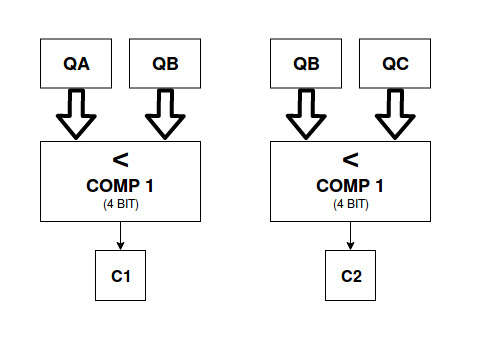 QA QB QB QC
< <
COMP 1 COMP 1
(4 BIT) (4 BIT)
C1 C2